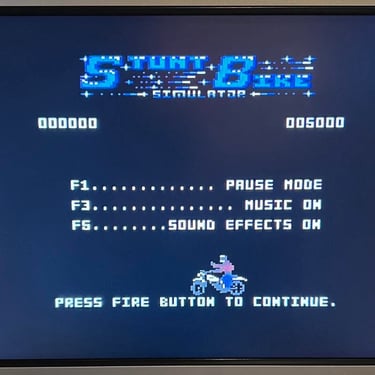 STUNT BIKE
SIMULATOR
000000 005000
F1............. PAUSE MODE
F3............... MUSIC ON
F5........SOUND EFFECTS ON
PRESS FIRE BUTTON TO CONTINUE.